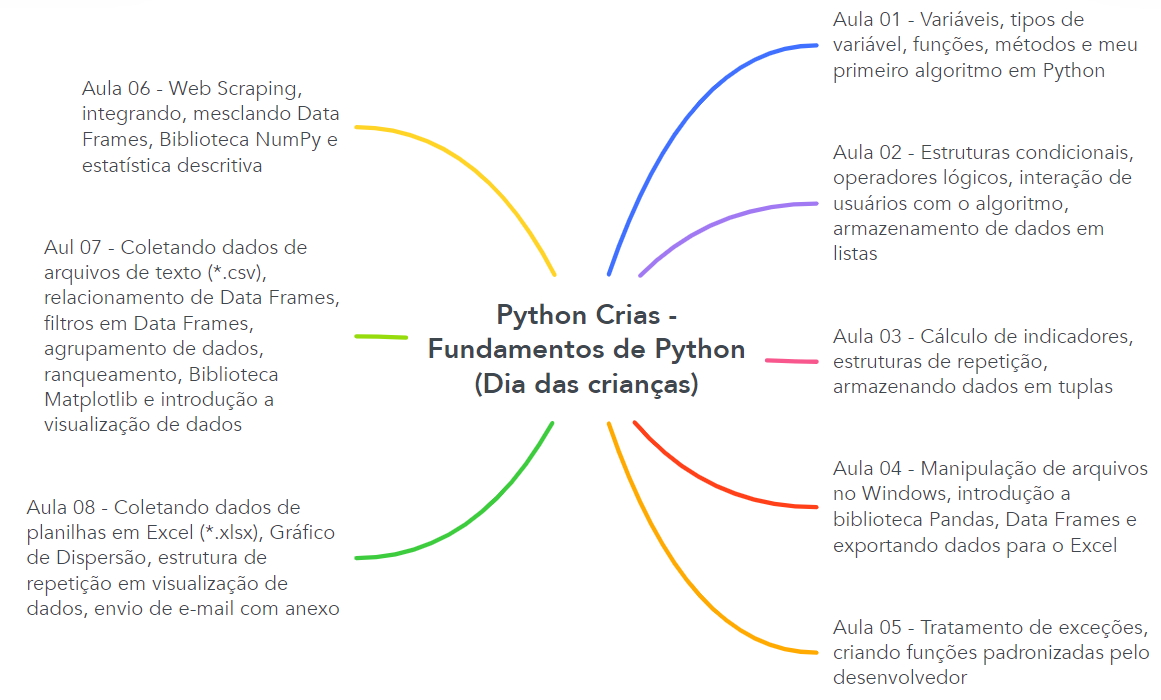 Python Crias -
Fundamentos de Python
(Dia das crianças)
Aula 01 - Variáveis, tipos de
variável, funções, métodos e meu
primeiro algoritmo em Python
Aula 02 - Estruturas condicionais,
operadores lógicos, interação de
usuários com o algoritmo,
armazenamento de dados em
listas
Aula 03 - Cálculo de indicadores,
estruturas de repetição,
armazenando dados em tuplas
Aula 04 - Manipulação de arquivos
no Windows, introdução a
biblioteca Pandas, Data Frames e
exportando dados para o Excel
Aula 05 - Tratamento de exceções,
criando funções padronizadas pelo
desenvolvedor
Aula 06 - Web Scraping,
integrando, mesclando Data
Frames, Biblioteca NumPy e
estatística descritiva
Aul 07 - Coletando dados de
arquivos de texto (*.csv),
relacionamento de Data Frames,
filtros em Data Frames,
agrupamento de dados,
ranqueamento, Biblioteca
Matplotlib e introdução a
visualização de dados
Aula 08 - Coletando dados de
planilhas em Excel (*.xlsx), Gráfico
de Dispersão, estrutura de
repetição em visualização de
dados, envio de e-mail com anexo